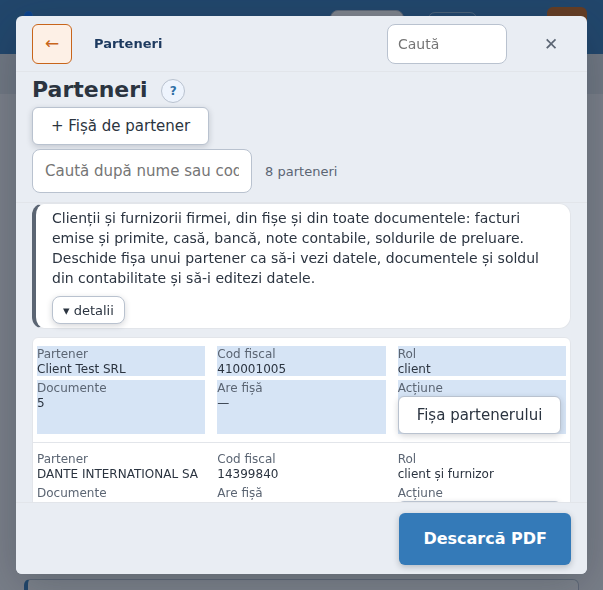 ←
Parteneri
Caută
✕
Parteneri
?
+ Fișă de partener
Caută după nume sau coc
8 parteneri
Clienții și furnizorii firmei, din fișe și din toate documentele: facturi
emise și primite, casă, bancă, note contabile, soldurile de preluare.
Deschide fișa unui partener ca să-i vezi datele, documentele și soldul
din contabilitate și să-i editezi datele.
▾ detalii
Partener Cod fiscal Rol
Client Test SRL 410001005 client
Documente Are fișă Acțiune
5 — Fișa partenerului
Partener Cod fiscal Rol
DANTE INTERNATIONAL SA 14399840 client și furnizor
Documente Are fișă Acțiune
Descarcă PDF